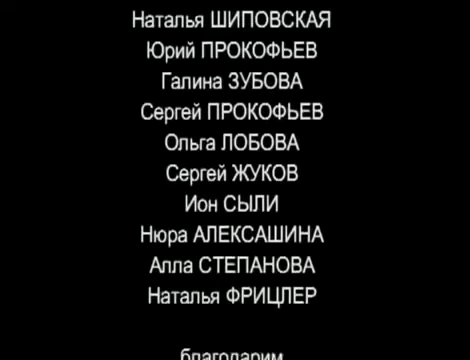 Наталья ШИПОВСКАЯ
Юрий ПРОКОФЬЕВ
Галина ЗУБОВА
Сергей ПРОКОФЬЕВ
Ольга ЛОБОВА
Сергей ЖУКОВ
Ион СЫЛИ
Нюра АЛЕКСАШИНА
Алла СТЕПАНОВА
Наталья ФРИЦЛЕР
благодарим